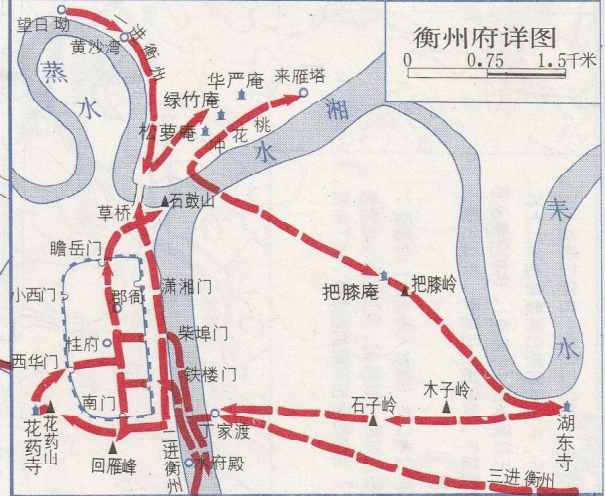 衡州府详图
0 0.75 1.5千米
望日坳
黄沙湾
一进衡州
蒸水
华严庵
来雁塔
绿竹庵
松萝庵
桃花冲
湘水
耒水
草桥
石鼓山
瞻岳门
小西门
郡衙
潇湘门
柴埠门
桂府
西华门
铁楼门
南门
花药寺
花药山
回雁峰
二进衡州
水府殿
丁家渡
把膝庵
把膝岭
木子岭
石子岭
湖东寺
三进衡州